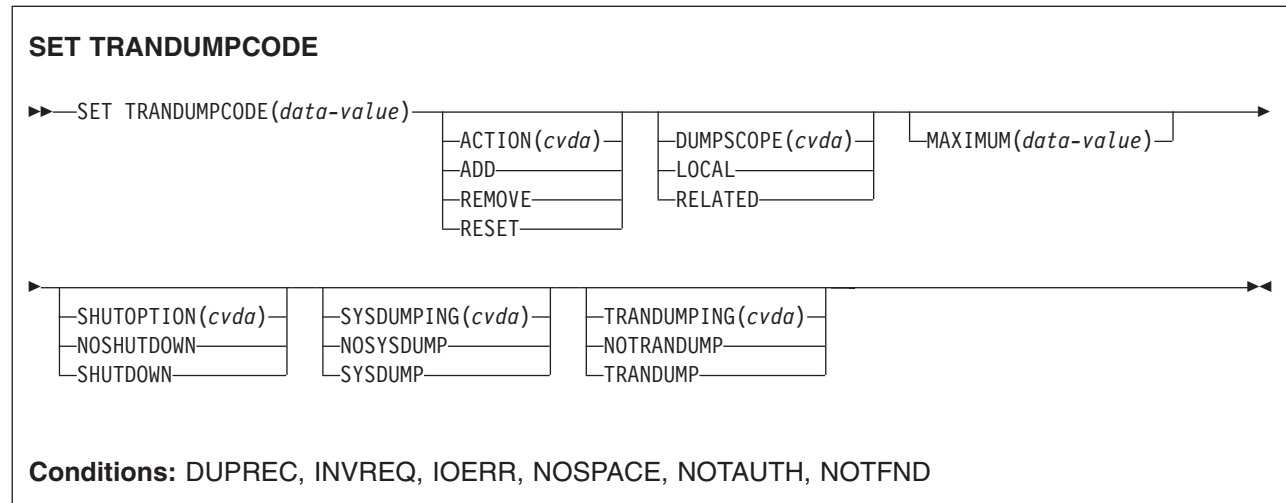 SET TRANDUMPCODE
SET TRANDUMPCODE(data-value)
ACTION(cvda) DUMPSCOPE(cvda) MAXIMUM(data-value)
ADD LOCAL
REMOVE RELATED
RESET
SHUTOPTION(cvda) SYSDUMPING(cvda) TRANDUMPING(cvda)
NOSHUTDOWN NOSYSDUMP NOTRANDUMP
SHUTDOWN SYSDUMP TRANDUMP
Conditions: DUPREC, INVREQ, IOERR, NOSPACE, NOTAUTH, NOTFND